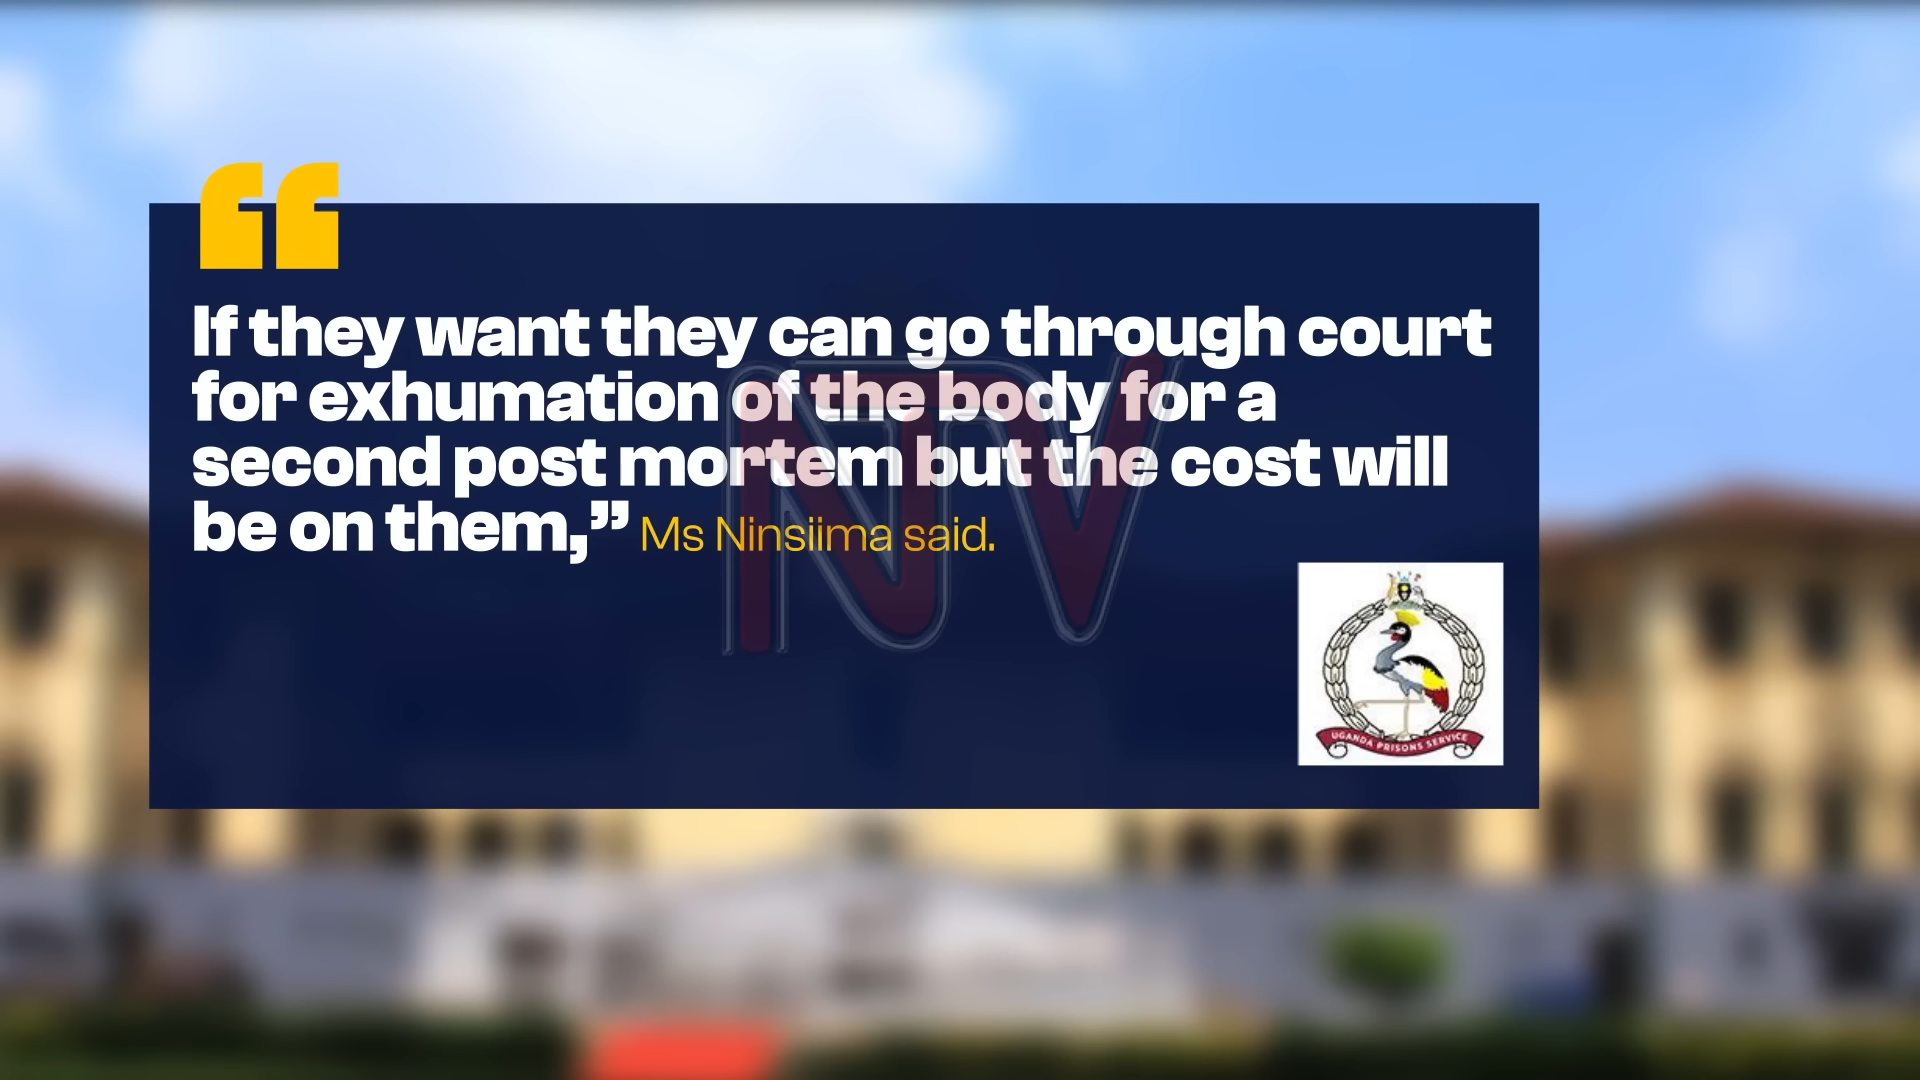 “
If they want they can go through court
for exhumation of the body for a
second post mortem but the cost will
be on them,” Ms Ninsiima said.
NTV
UGANDA PRISONS SERVICE